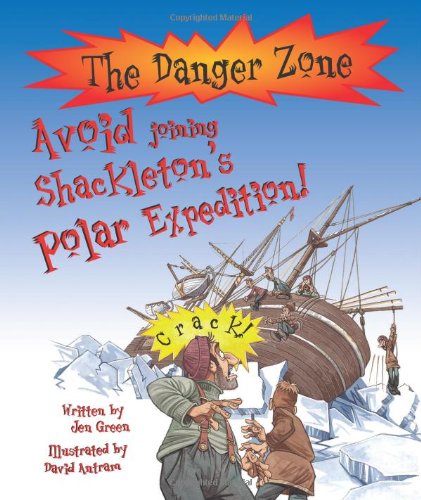 The Danger Zone
Avoid joining
Shackleton's
Polar Expedition!
Crack!
Written by
Jen Green
Illustrated by
David Antram